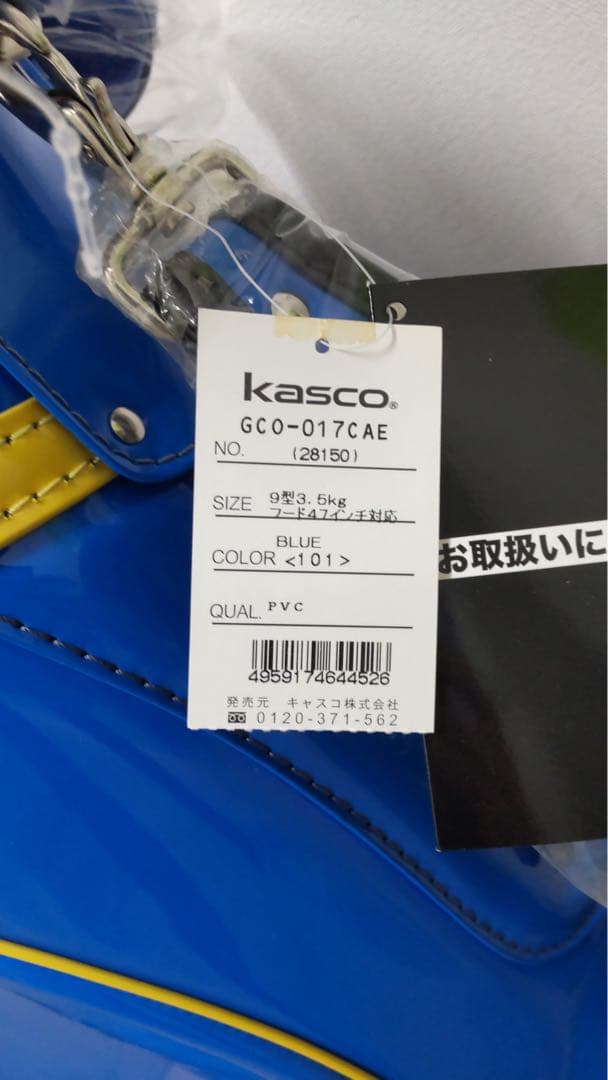 kasco®
GCO-017CAE
NO. (28150)
SIZE 9型3.5kg
フード47インチ対応
BLUE
COLOR <101>
QUAL. PVC
4959174644526
発売元 キャスコ株式会社
0120-371-562
お取扱いに